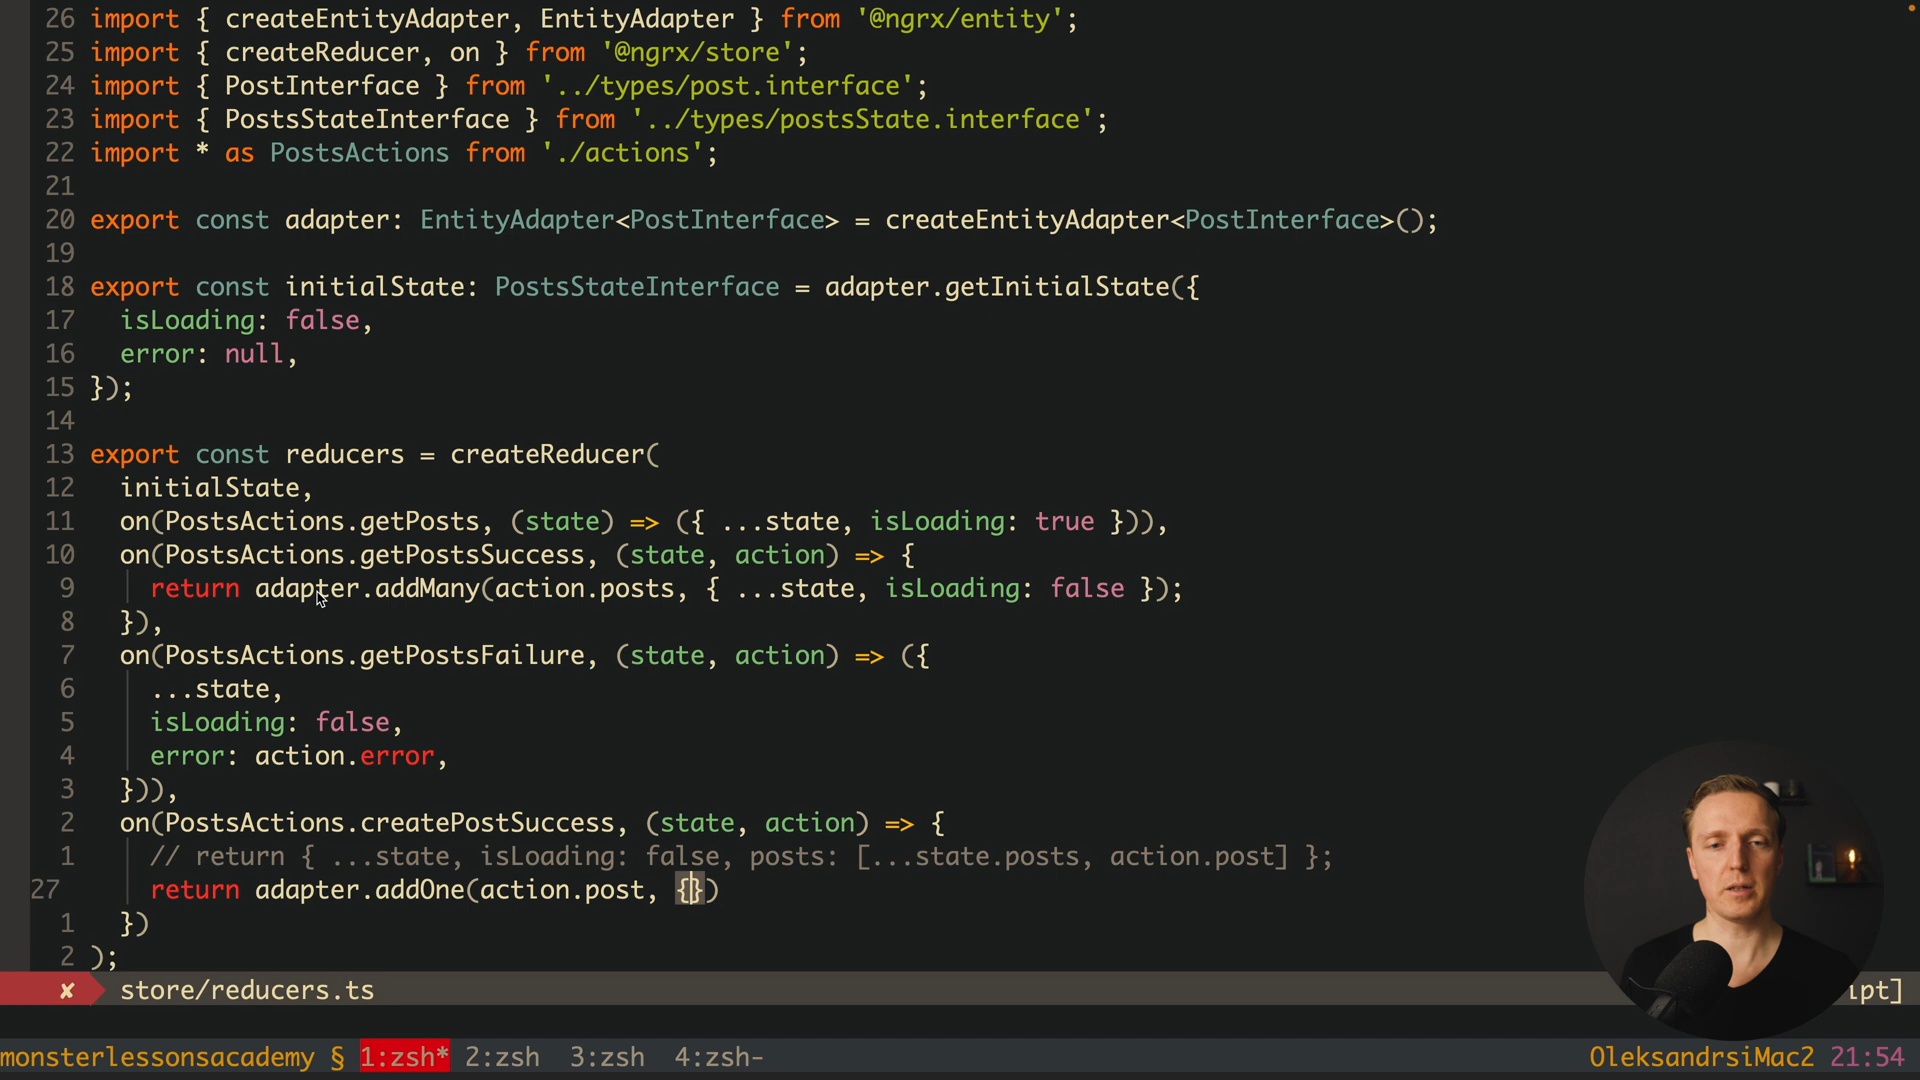 26 import { createEntityAdapter, EntityAdapter } from '@ngrx/entity';
25 import { createReducer, on } from '@ngrx/store';
24 import { PostInterface } from '../types/post.interface';
23 import { PostsStateInterface } from '../types/postsState.interface';
22 import * as PostsActions from './actions';
21
20 export const adapter: EntityAdapter<PostInterface> = createEntityAdapter<PostInterface>();
19
18 export const initialState: PostsStateInterface = adapter.getInitialState({
17   isLoading: false,
16   error: null,
15 });
14
13 export const reducers = createReducer(
12   initialState,
11   on(PostsActions.getPosts, (state) => ({ ...state, isLoading: true })),
10   on(PostsActions.getPostsSuccess, (state, action) => {
9     return adapter.addMany(action.posts, { ...state, isLoading: false });
8   }),
7   on(PostsActions.getPostsFailure, (state, action) => ({
6     ...state,
5     isLoading: false,
4     error: action.error,
3   })),
2   on(PostsActions.createPostSuccess, (state, action) => {
1     // return { ...state, isLoading: false, posts: [...state.posts, action.post] };
27     return adapter.addOne(action.post, {})
1   })
2 );
✘ store/reducers.ts ipt]
monsterlessonsacademy § 1:zsh* 2:zsh 3:zsh 4:zsh- OleksandrsiMac2 21:54